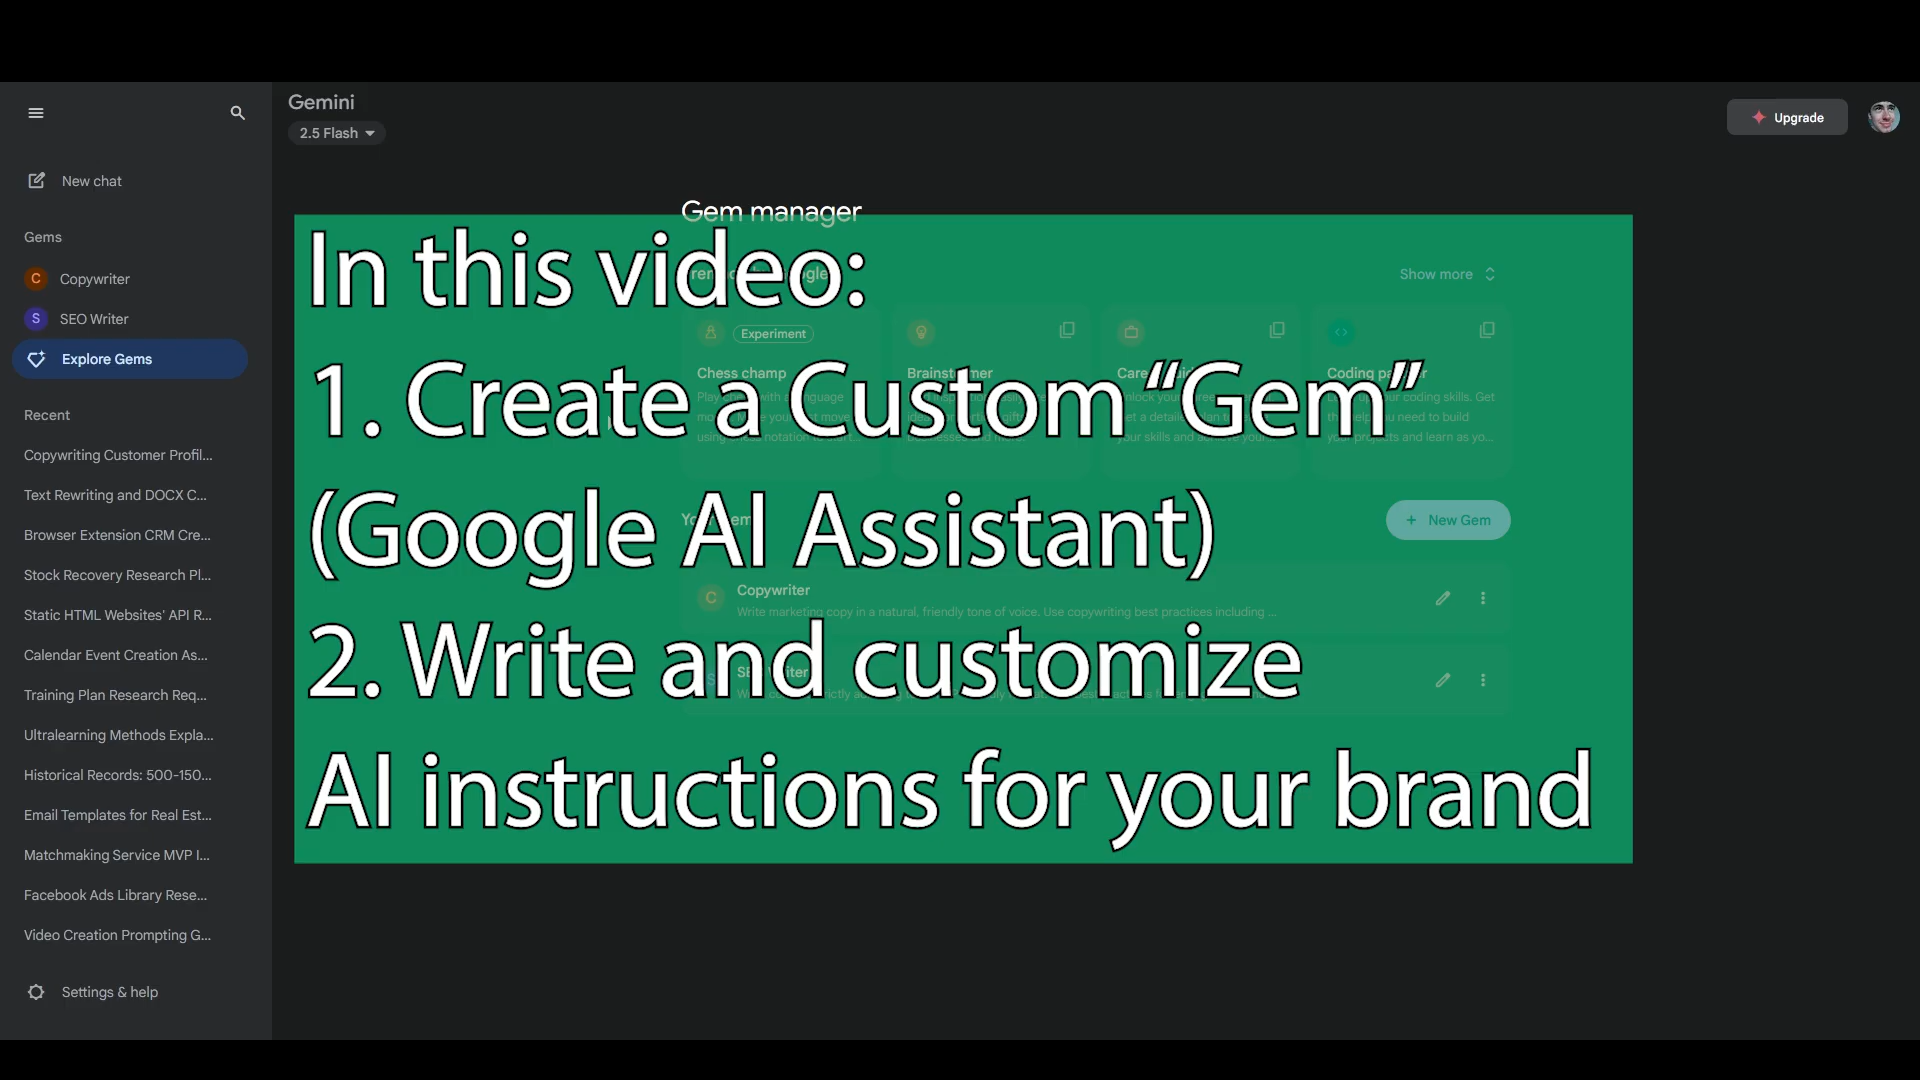 Gemini
2.5 Flash
Upgrade
New chat
Gems
C Copywriter
S SEO Writer
Explore Gems
Recent
Copywriting Customer Profil...
Text Rewriting and DOCX C...
Browser Extension CRM Cre...
Stock Recovery Research Pl...
Static HTML Websites' API R...
Calendar Event Creation As...
Training Plan Research Req...
Ultralearning Methods Expla...
Historical Records: 500-150...
Email Templates for Real Est...
Matchmaking Service MVP I...
Facebook Ads Library Rese...
Video Creation Prompting G...
Settings & help
Gem manager
In this video:
1. Create a Custom “Gem”
(Google AI Assistant)
2. Write and customize
AI instructions for your brand
Show more
Experiment
Chess champ
New Gem
C Copywriter
Write marketing copy in a natural, friendly tone of voice. Use copywriting best practices including ...